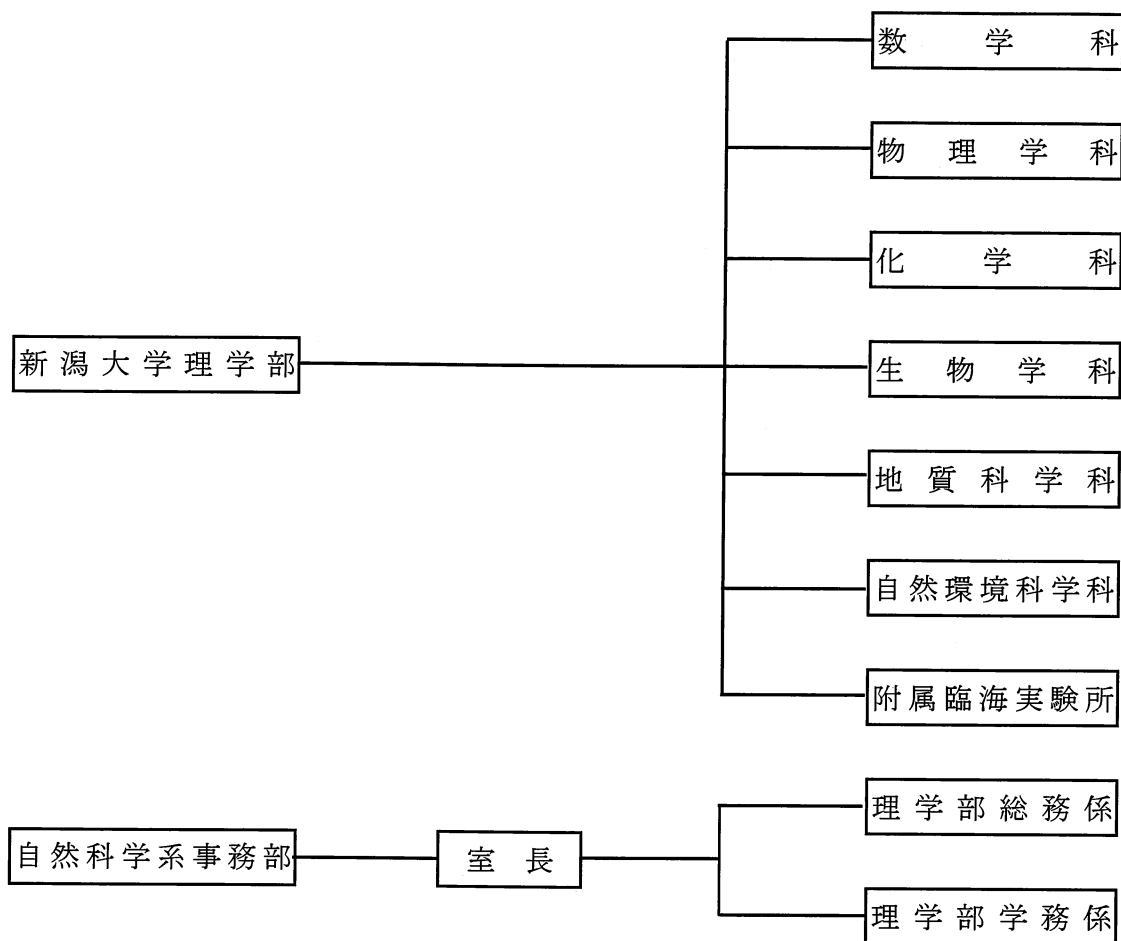 数学科
物理学科
化学科
生物学科
新潟大学理学部
地質科学科
自然環境科学科
附属臨海実験所
理学部総務係
自然科学系事務部
室長
理学部学務係